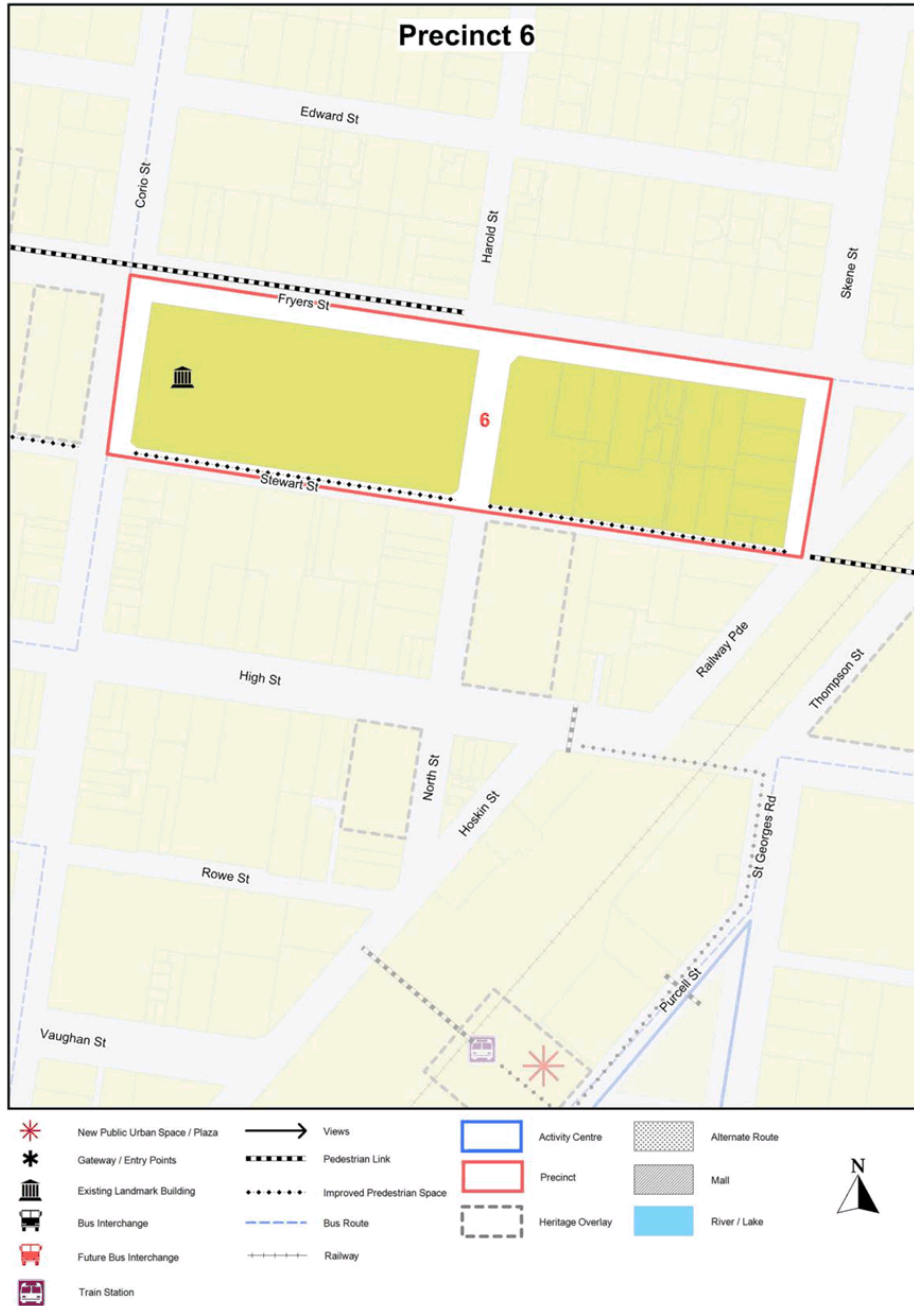 Precinct 6
Edward St
Corio St
Harold St
Skene St
Fryers St
6
Stewart St
Railway Pde
Thompson St
High St
North St
Hoskin St
St Georges Rd
Rowe St
Purcell St
Vaughan St
New Public Urban Space / Plaza
Gateway / Entry Points
Existing Landmark Building
Bus Interchange
Future Bus Interchange
Train Station
Views
Pedestrian Link
Improved Predestrian Space
Bus Route
Railway
Activity Centre
Precinct
Heritage Overlay
Alternate Route
Mall
River / Lake
N